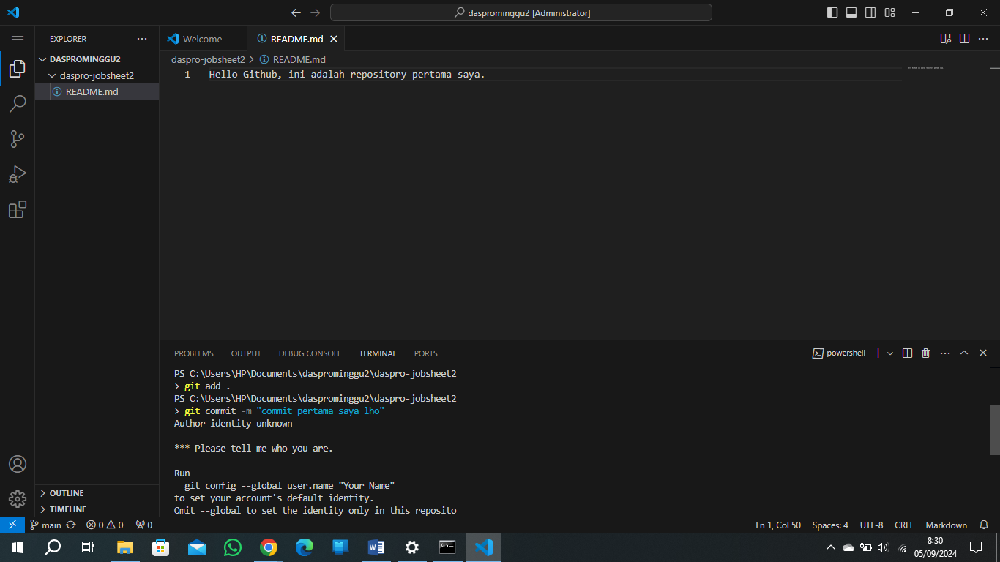 dasprominggu2 [Administrator]
EXPLORER
Welcome
README.md
DASPROMINGGU2
daspro-jobsheet2
README.md
daspro-jobsheet2 > README.md
1 Hello Github, ini adalah repository pertama saya.
PROBLEMS OUTPUT DEBUG CONSOLE TERMINAL PORTS
powershell
PS C:\Users\HP\Documents\dasprominggu2\daspro-jobsheet2
> git add .
PS C:\Users\HP\Documents\dasprominggu2\daspro-jobsheet2
> git commit -m "commit pertama saya lho"
Author identity unknown
*** Please tell me who you are.
Run
git config --global user.name "Your Name"
to set your account's default identity.
Omit --global to set the identity only in this reposito
OUTLINE
TIMELINE
main 0 0 0
Ln 1, Col 50 Spaces: 4 UTF-8 CRLF Markdown
8:30
05/09/2024